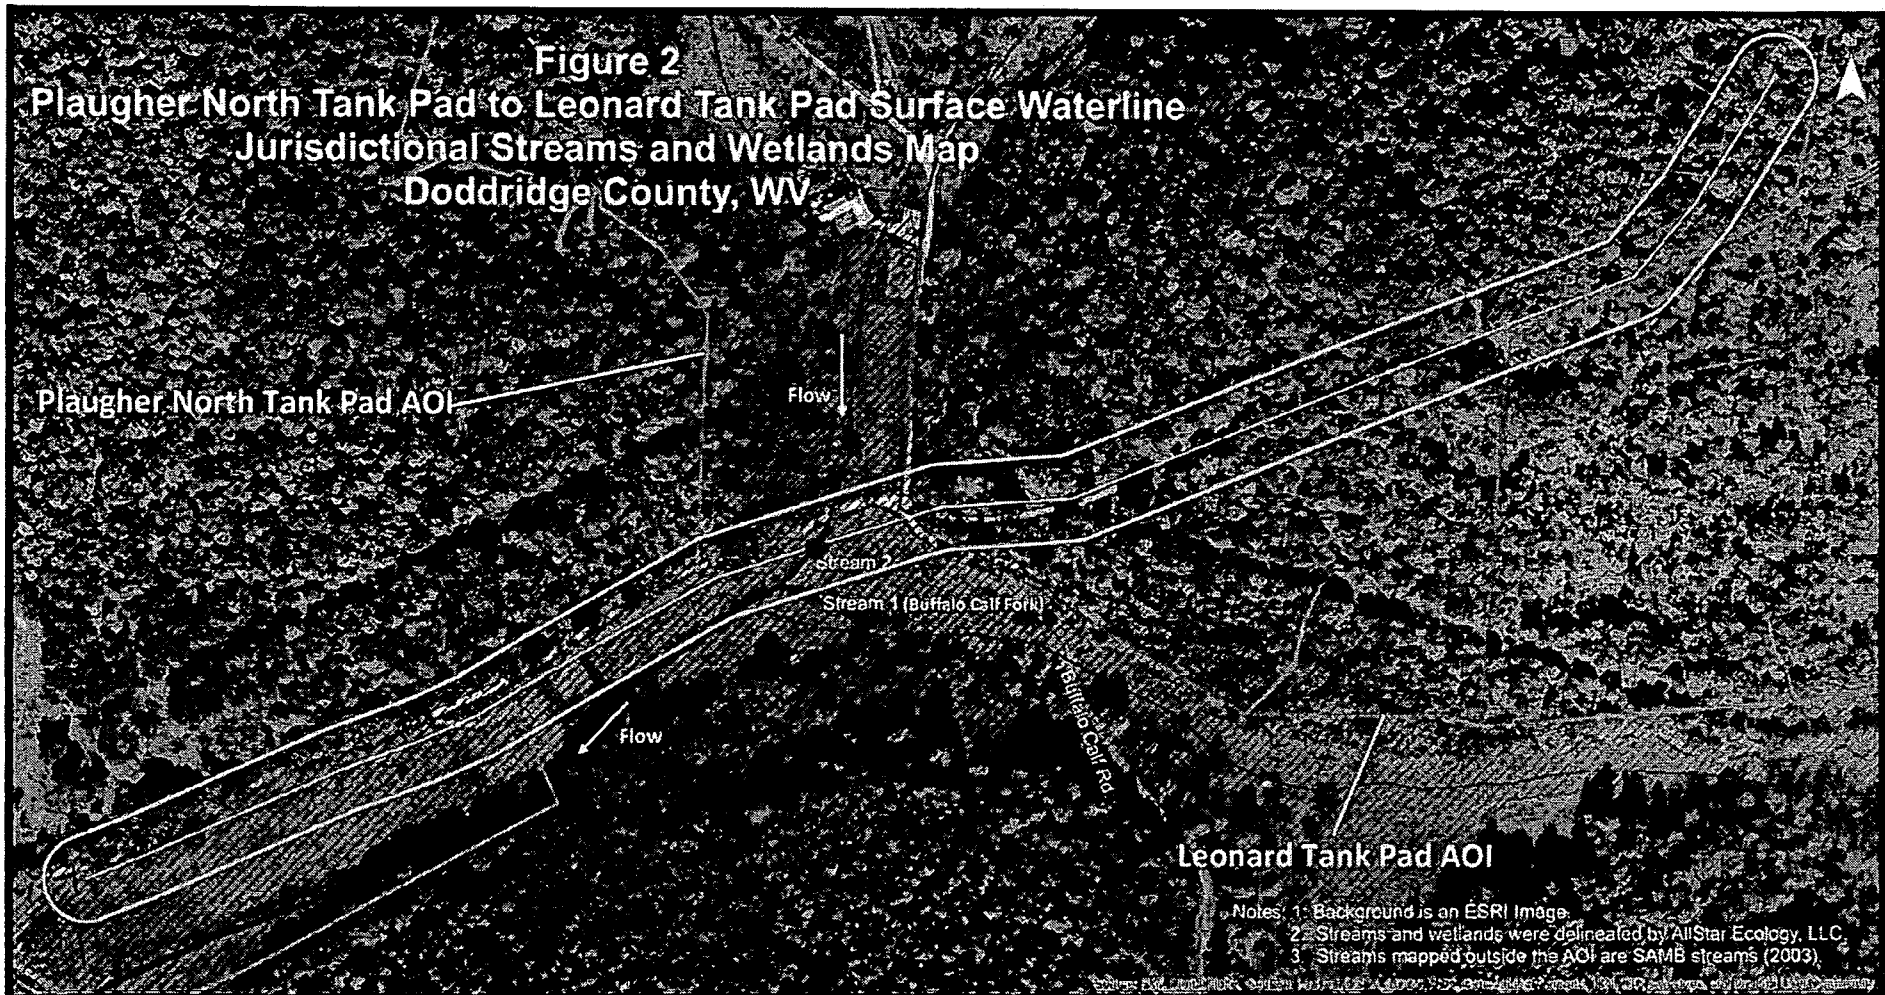 Figure 2
Plaugher North Tank Pad to Leonard Tank Pad Surface Waterline
Jurisdictional Streams and Wetlands Map
Doddridge County, WV.
Plaugher North Tank Pad AOI
Flow
Stream 2
Stream 1 (Buffalo Calf Fork)
Flow
Buffalo Calf Rd
Leonard Tank Pad AOI
Notes: 1. Background is an ESRI Image.
2. Streams and wetlands were delineated by AllStar Ecology, LLC.
3. Streams mapped outside the AOI are SAMB streams (2003).